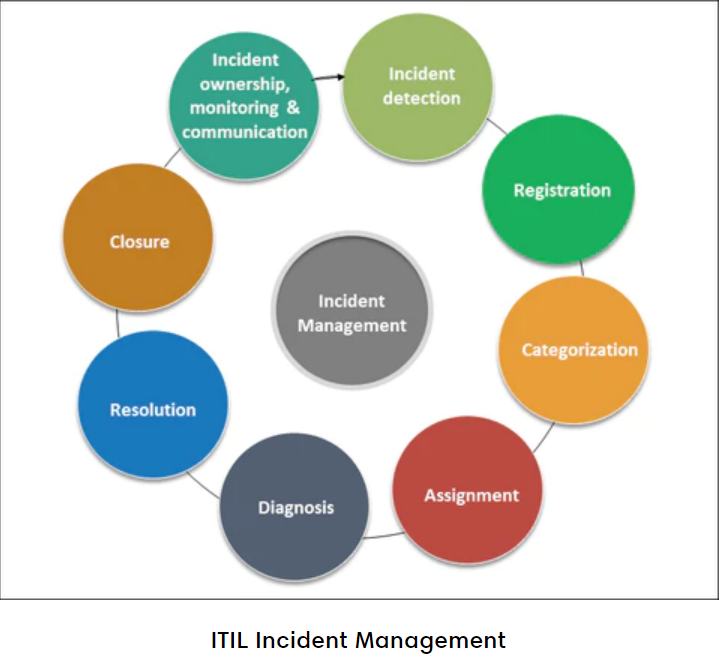 Incident
ownership,
monitoring &
communication
Incident
detection
Registration
Categorization
Assignment
Diagnosis
Resolution
Closure
Incident
Management
ITIL Incident Management